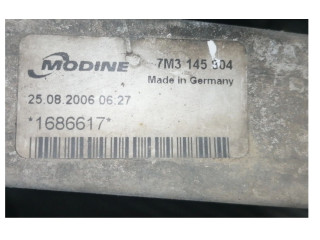 MODINE 7M3 145 804
Made in Germany
25.08.2006 06:27
*1686617*